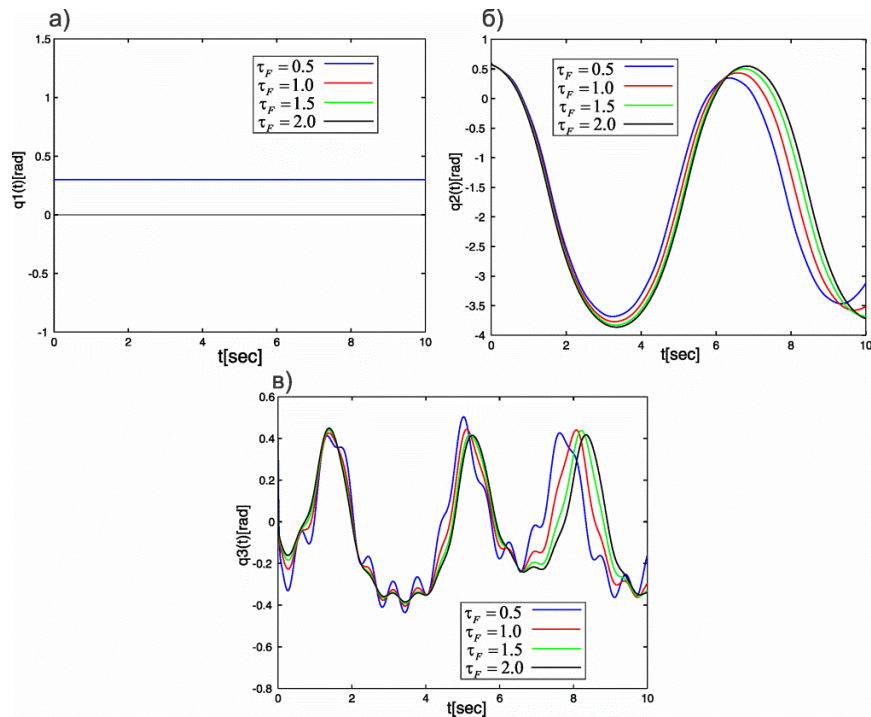 а)
1.5
1
0.5
0
-0.5
-1
q1(t)[rad]
τF = 0.5
τF = 1.0
τF = 1.5
τF = 2.0
0 2 4 6 8 10
t[sec]
б)
1
0.5
0
-0.5
-1
-1.5
-2
-2.5
-3
-3.5
-4
q2(t)[rad]
τF = 0.5
τF = 1.0
τF = 1.5
τF = 2.0
0 2 4 6 8 10
t[sec]
в)
0.6
0.4
0.2
0
-0.2
-0.4
-0.6
-0.8
q3(t)[rad]
τF = 0.5
τF = 1.0
τF = 1.5
τF = 2.0
0 2 4 6 8 10
t[sec]